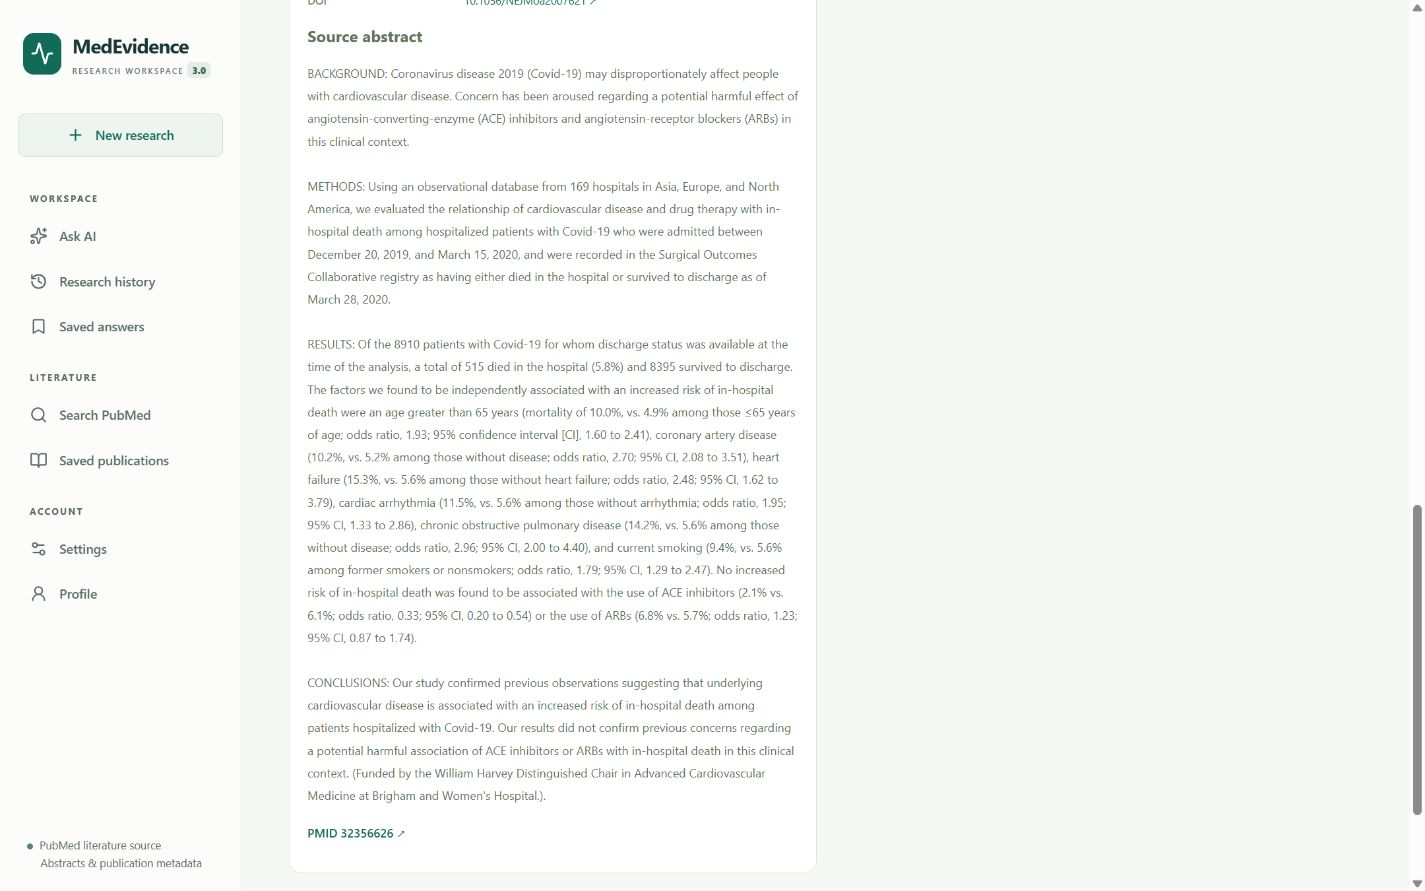 MedEvidence
RESEARCH WORKSPACE 3.0
New research
WORKSPACE
Ask AI
Research history
Saved answers
LITERATURE
Search PubMed
Saved publications
ACCOUNT
Settings
Profile
PubMed literature source
Abstracts & publication metadata
DOI 10.1056/NEJMoa2007621 ↗
Source abstract
BACKGROUND: Coronavirus disease 2019 (Covid-19) may disproportionately affect people
with cardiovascular disease. Concern has been aroused regarding a potential harmful effect of
angiotensin-converting-enzyme (ACE) inhibitors and angiotensin-receptor blockers (ARBs) in
this clinical context.
METHODS: Using an observational database from 169 hospitals in Asia, Europe, and North
America, we evaluated the relationship of cardiovascular disease and drug therapy with in-
hospital death among hospitalized patients with Covid-19 who were admitted between
December 20, 2019, and March 15, 2020, and were recorded in the Surgical Outcomes
Collaborative registry as having either died in the hospital or survived to discharge as of
March 28, 2020.
RESULTS: Of the 8910 patients with Covid-19 for whom discharge status was available at the
time of the analysis, a total of 515 died in the hospital (5.8%) and 8395 survived to discharge.
The factors we found to be independently associated with an increased risk of in-hospital
death were an age greater than 65 years (mortality of 10.0%, vs. 4.9% among those ≤65 years
of age; odds ratio, 1.93; 95% confidence interval [CI], 1.60 to 2.41), coronary artery disease
(10.2%, vs. 5.2% among those without disease; odds ratio, 2.70; 95% CI, 2.08 to 3.51), heart
failure (15.3%, vs. 5.6% among those without heart failure; odds ratio, 2.48; 95% CI, 1.62 to
3.79), cardiac arrhythmia (11.5%, vs. 5.6% among those without arrhythmia; odds ratio, 1.95;
95% CI, 1.33 to 2.86), chronic obstructive pulmonary disease (14.2%, vs. 5.6% among those
without disease; odds ratio, 2.96; 95% CI, 2.00 to 4.40), and current smoking (9.4%, vs. 5.6%
among former smokers or nonsmokers; odds ratio, 1.79; 95% CI, 1.29 to 2.47). No increased
risk of in-hospital death was found to be associated with the use of ACE inhibitors (2.1% vs.
6.1%; odds ratio, 0.33; 95% CI, 0.20 to 0.54) or the use of ARBs (6.8% vs. 5.7%; odds ratio, 1.23;
95% CI, 0.87 to 1.74).
CONCLUSIONS: Our study confirmed previous observations suggesting that underlying
cardiovascular disease is associated with an increased risk of in-hospital death among
patients hospitalized with Covid-19. Our results did not confirm previous concerns regarding
a potential harmful association of ACE inhibitors or ARBs with in-hospital death in this clinical
context. (Funded by the William Harvey Distinguished Chair in Advanced Cardiovascular
Medicine at Brigham and Women's Hospital.).
PMID 32356626 ↗